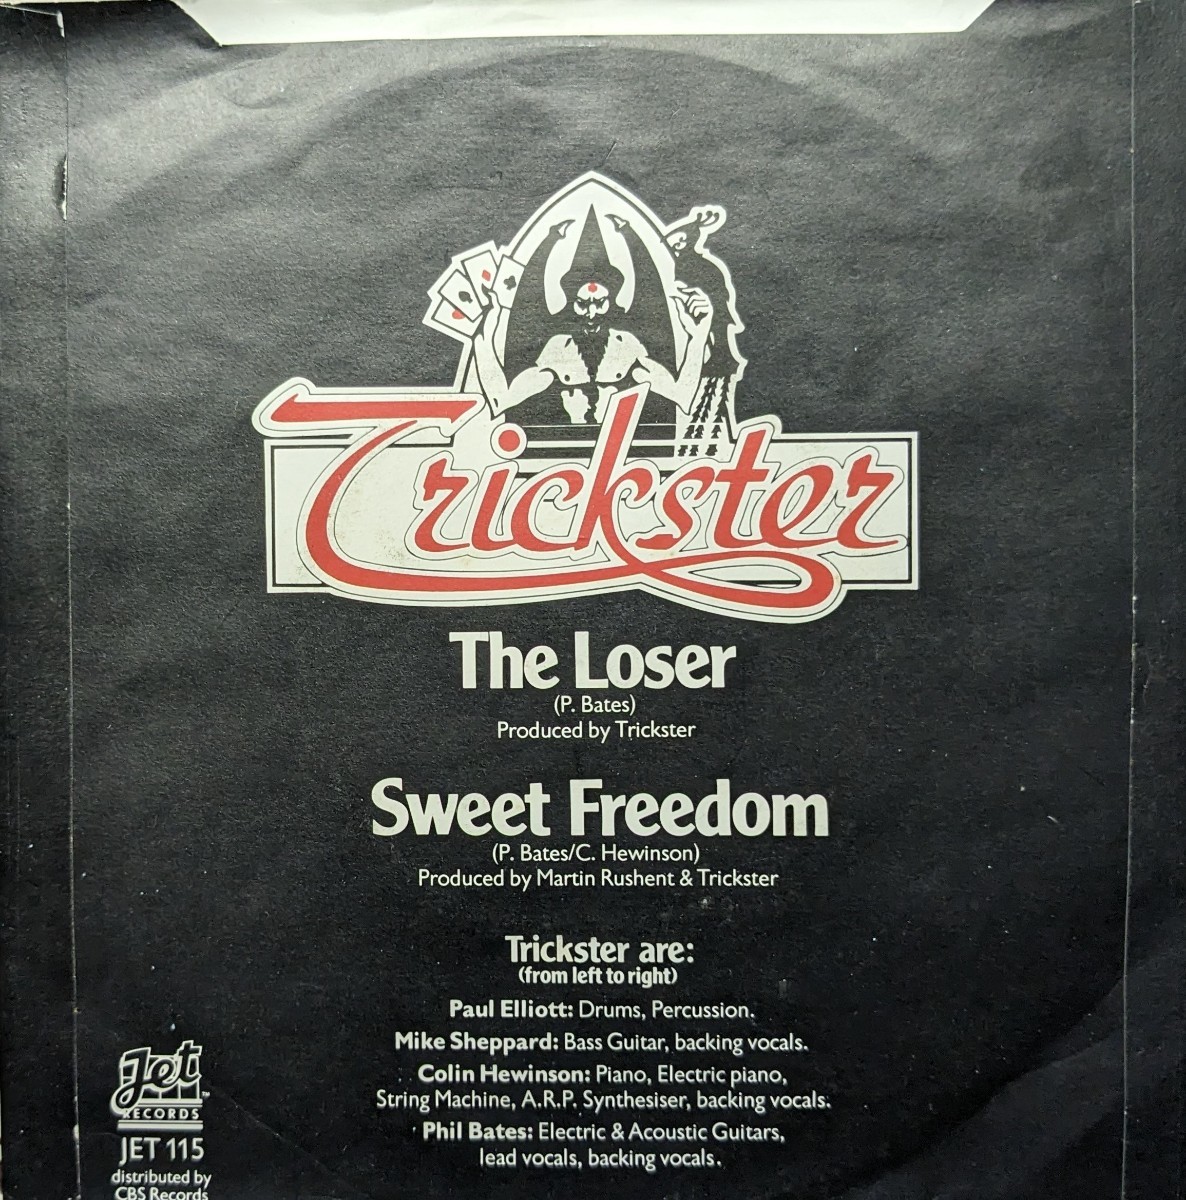 Trickster
The Loser
(P. Bates)
Produced by Trickster
Sweet Freedom
(P. Bates/C. Hewinson)
Produced by Martin Rushent & Trickster
Trickster are:
(from left to right)
Paul Elliott: Drums, Percussion.
Mike Sheppard: Bass Guitar, backing vocals.
Colin Hewinson: Piano, Electric piano,
String Machine, A.R.P. Synthesiser, backing vocals.
Phil Bates: Electric & Acoustic Guitars,
lead vocals, backing vocals.
Jet
RECORDS™
JET 115
distributed by
CBS Records